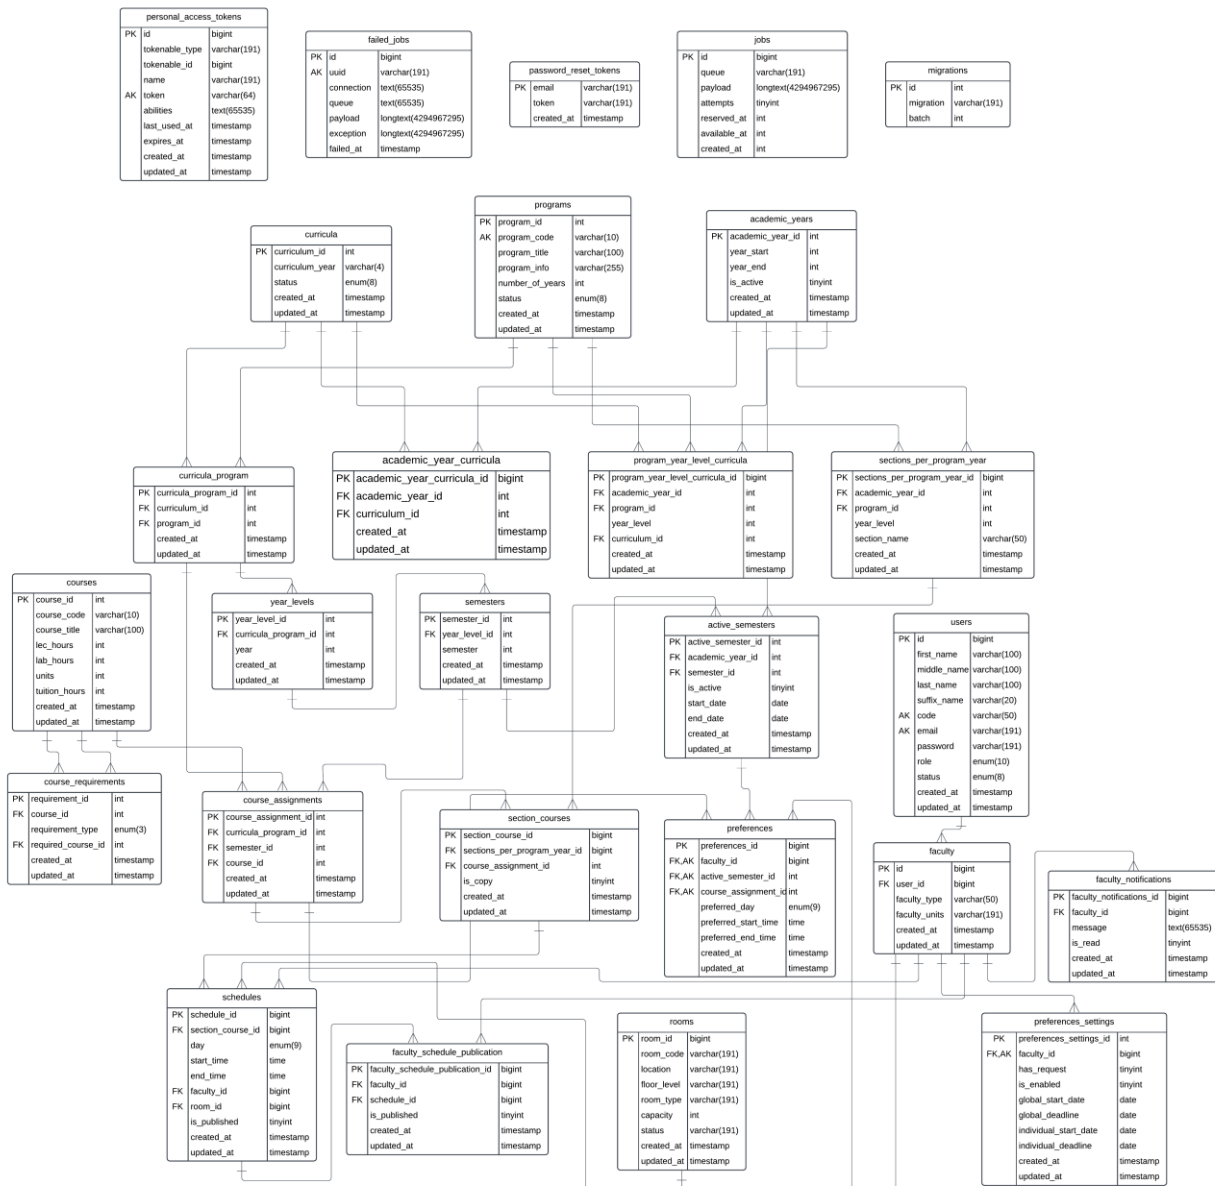 personal_access_tokens
PK id bigint
tokenable_type varchar(191)
tokenable_id bigint
name varchar(191)
AK token varchar(64)
abilities text(65535)
last_used_at timestamp
expires_at timestamp
created_at timestamp
updated_at timestamp
failed_jobs
PK id bigint
AK uuid varchar(191)
connection text(65535)
queue text(65535)
payload longtext(4294967295)
exception longtext(4294967295)
failed_at timestamp
password_reset_tokens
PK email varchar(191)
token varchar(191)
created_at timestamp
jobs
PK id bigint
queue varchar(191)
payload longtext(4294967295)
attempts tinyint
reserved_at int
available_at int
created_at int
migrations
PK id int
migration varchar(191)
batch int
curricula
PK curriculum_id int
curriculum_year varchar(4)
status enum(8)
created_at timestamp
updated_at timestamp
programs
PK program_id int
AK program_code varchar(10)
program_title varchar(100)
program_info varchar(255)
number_of_years int
status enum(8)
created_at timestamp
updated_at timestamp
academic_years
PK academic_year_id int
year_start int
year_end int
is_active tinyint
created_at timestamp
updated_at timestamp
curricula_program
PK curricula_program_id int
FK curriculum_id int
FK program_id int
created_at timestamp
updated_at timestamp
academic_year_curricula
PK academic_year_curricula_id bigint
FK academic_year_id int
FK curriculum_id int
created_at timestamp
updated_at timestamp
program_year_level_curricula
PK program_year_level_curricula_id bigint
FK academic_year_id int
FK program_id int
year_level int
FK curriculum_id int
created_at timestamp
updated_at timestamp
sections_per_program_year
PK sections_per_program_year_id bigint
FK academic_year_id int
FK program_id int
year_level int
section_name varchar(50)
created_at timestamp
updated_at timestamp
courses
PK course_id int
course_code varchar(10)
course_title varchar(100)
lec_hours int
lab_hours int
units int
tuition_hours int
created_at timestamp
updated_at timestamp
year_levels
PK year_level_id int
FK curricula_program_id int
year int
created_at timestamp
updated_at timestamp
semesters
PK semester_id int
FK year_level_id int
semester int
created_at timestamp
updated_at timestamp
active_semesters
PK active_semester_id int
FK academic_year_id int
FK semester_id int
is_active tinyint
start_date date
end_date date
created_at timestamp
updated_at timestamp
users
PK id bigint
first_name varchar(100)
middle_name varchar(100)
last_name varchar(100)
suffix_name varchar(20)
AK code varchar(50)
AK email varchar(191)
password varchar(191)
role enum(10)
status enum(8)
created_at timestamp
updated_at timestamp
course_requirements
PK requirement_id int
FK course_id int
requirement_type enum(3)
FK required_course_id int
created_at timestamp
updated_at timestamp
course_assignments
PK course_assignment_id int
FK curricula_program_id int
FK semester_id int
FK course_id int
created_at timestamp
updated_at timestamp
section_courses
PK section_course_id bigint
FK sections_per_program_year_id bigint
FK course_assignment_id int
is_copy tinyint
created_at timestamp
updated_at timestamp
preferences
PK preferences_id bigint
FK,AK faculty_id bigint
FK,AK active_semester_id int
FK,AK course_assignment_id int
preferred_day enum(9)
preferred_start_time time
preferred_end_time time
created_at timestamp
updated_at timestamp
faculty
PK id bigint
FK user_id bigint
faculty_type varchar(50)
faculty_units varchar(191)
created_at timestamp
updated_at timestamp
faculty_notifications
PK faculty_notifications_id bigint
FK faculty_id bigint
message text(65535)
is_read tinyint
created_at timestamp
updated_at timestamp
schedules
PK schedule_id bigint
FK section_course_id bigint
day enum(9)
start_time time
end_time time
FK faculty_id bigint
FK room_id bigint
is_published tinyint
created_at timestamp
updated_at timestamp
faculty_schedule_publication
PK faculty_schedule_publication_id bigint
FK faculty_id bigint
FK schedule_id bigint
is_published tinyint
created_at timestamp
updated_at timestamp
rooms
PK room_id bigint
room_code varchar(191)
location varchar(191)
floor_level varchar(191)
room_type varchar(191)
capacity int
status varchar(191)
created_at timestamp
updated_at timestamp
preferences_settings
PK preferences_settings_id int
FK,AK faculty_id bigint
has_request tinyint
is_enabled tinyint
global_start_date date
global_deadline date
individual_start_date date
individual_deadline date
created_at timestamp
updated_at timestamp